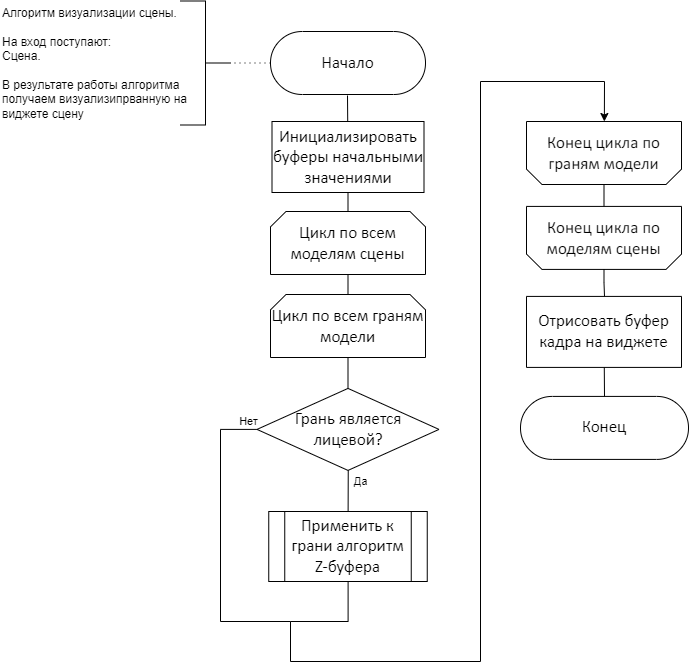 Алгоритм визуализации сцены.
На вход поступают:
Сцена.
В результате работы алгоритма
получаем визуализипрванную на
виджете сцену
Начало
Инициализировать
буферы начальными
значениями
Цикл по всем
моделям сцены
Цикл по всем граням
модели
Грань является
лицевой?
Нет
Да
Применить к
грани алгоритм
Z-буфера
Конец цикла по
граням модели
Конец цикла по
моделям сцены
Отрисовать буфер
кадра на виджете
Конец